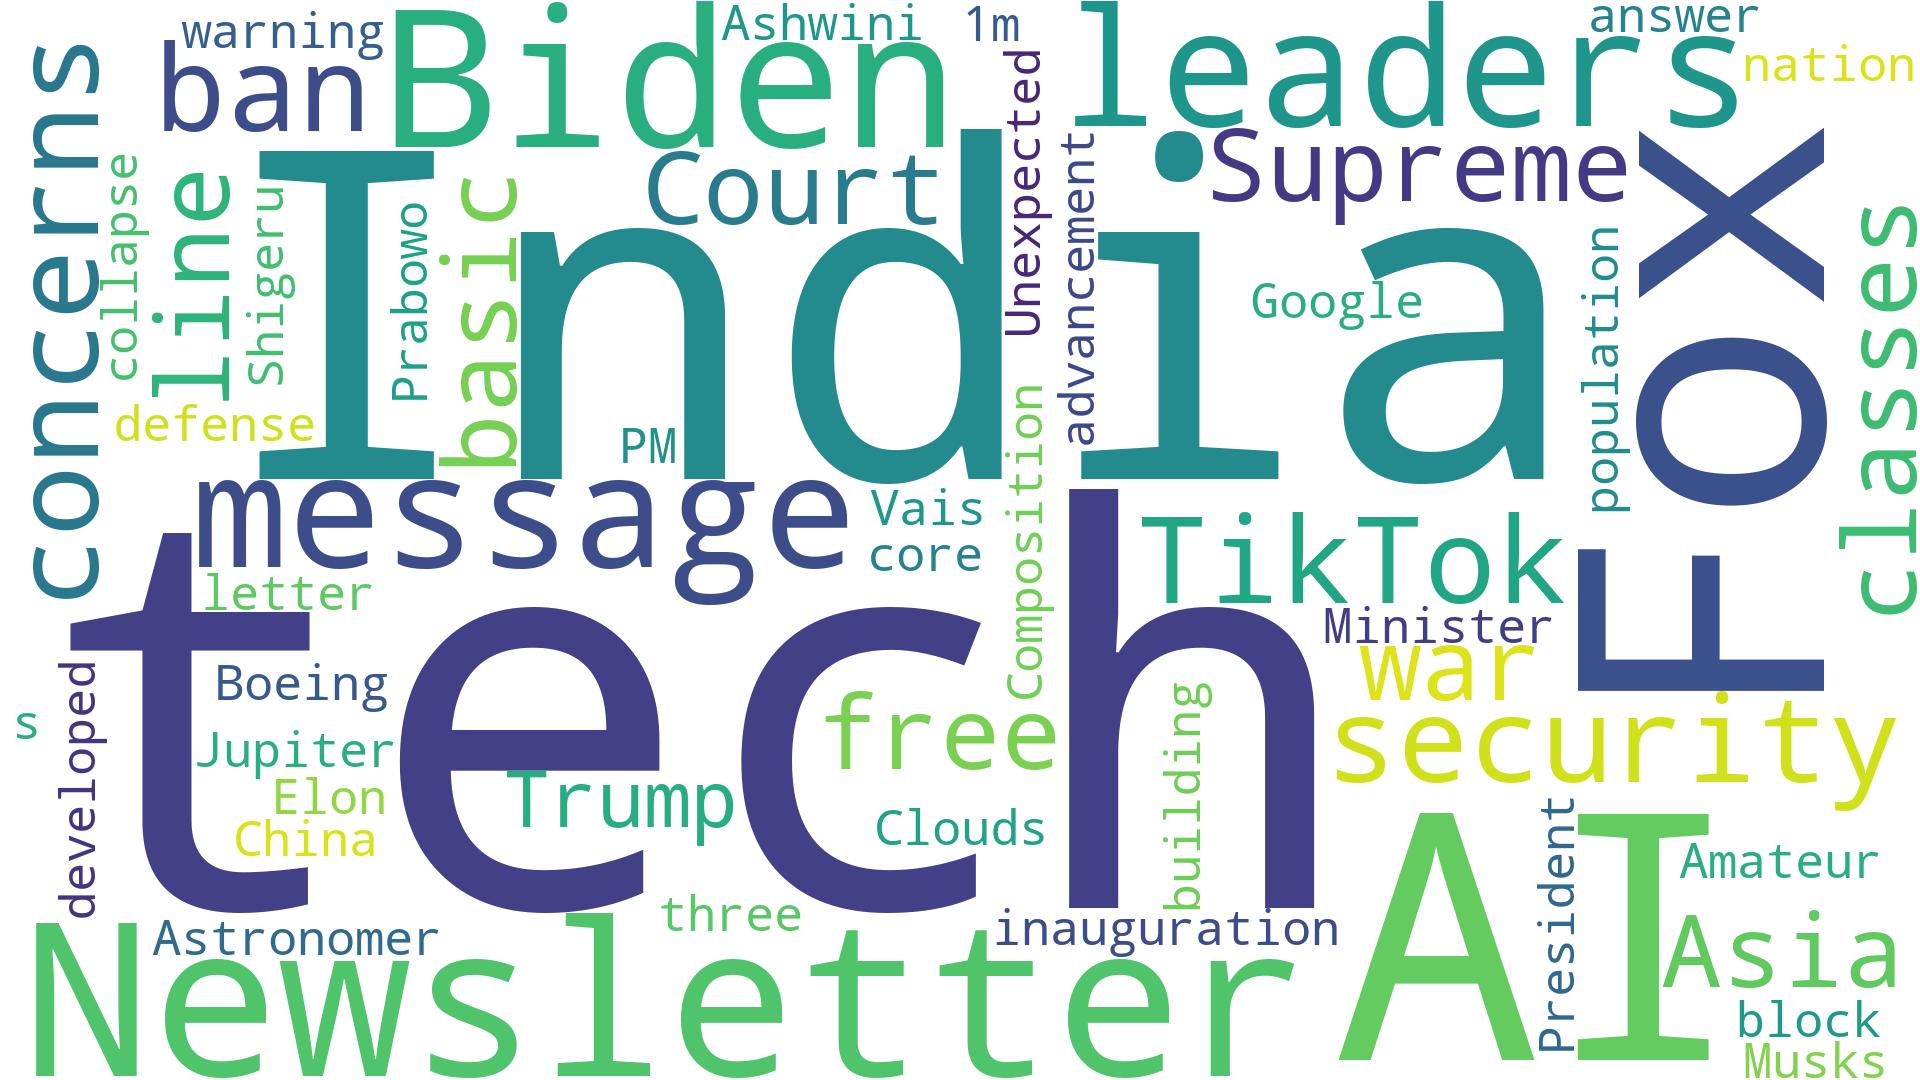 warning
Biden
Ashwini
1m
leaders
answer
nation
concerns
ban
collapse
line
Shigeru
Prabowo
basic
Court
Unexpected
advancement
Supreme
India
Google
population
FOX
classes
defense
PM
message
Vais
core
Composition
TikTok
letter
Minister
war
tech
developed
s
Boeing
Jupiter
Elon
China
Trump
free
Clouds
building
security
President
AI
Amateur
Asia
block
Musks
three
inauguration
Astronomer
Newsletter